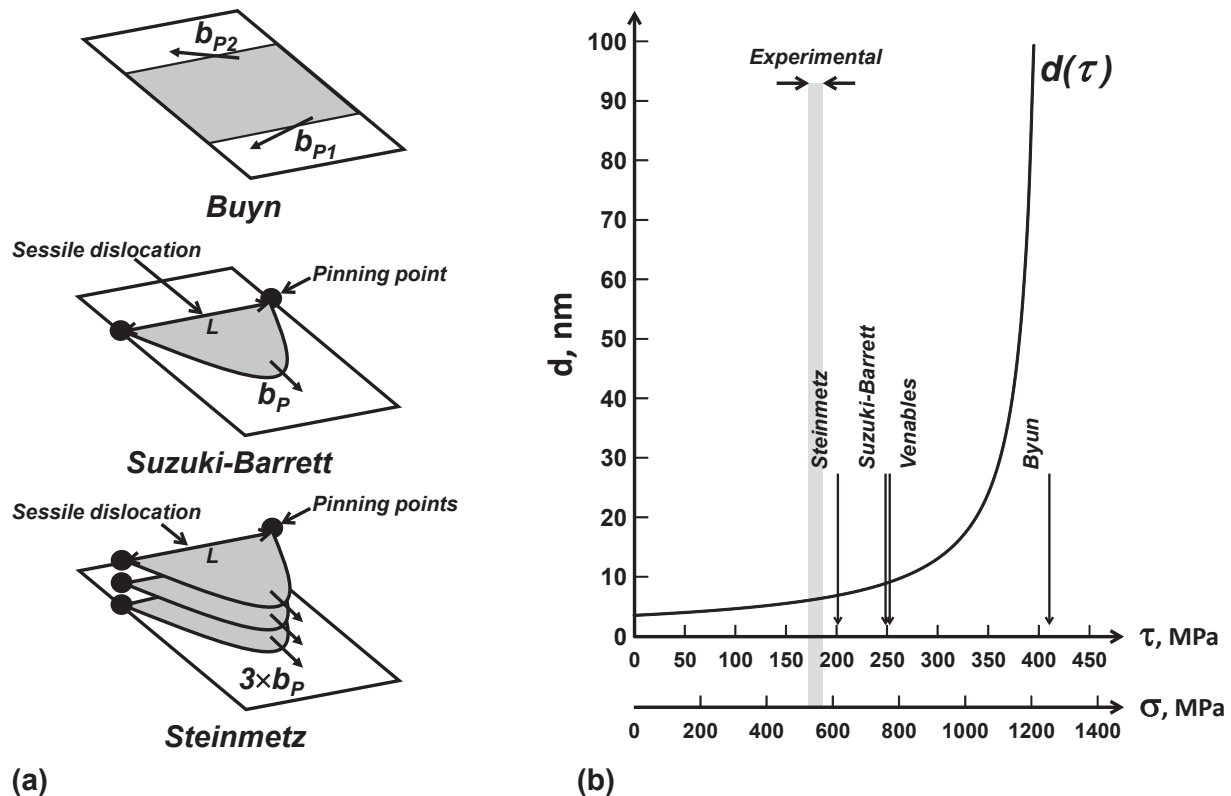 b_P2
b_P1
Buyn
Sessile dislocation
Pinning point
L
b_P
Suzuki-Barrett
Sessile dislocation
Pinning points
L
3×b_P
Steinmetz
(a)
Experimental
d(τ)
d, nm
100
90
80
70
60
50
40
30
20
10
0
Steinmetz
Suzuki-Barrett
Venables
Byun
0 50 100 150 200 250 300 350 400 450
τ, MPa
0 200 400 600 800 1000 1200 1400
σ, MPa
(b)